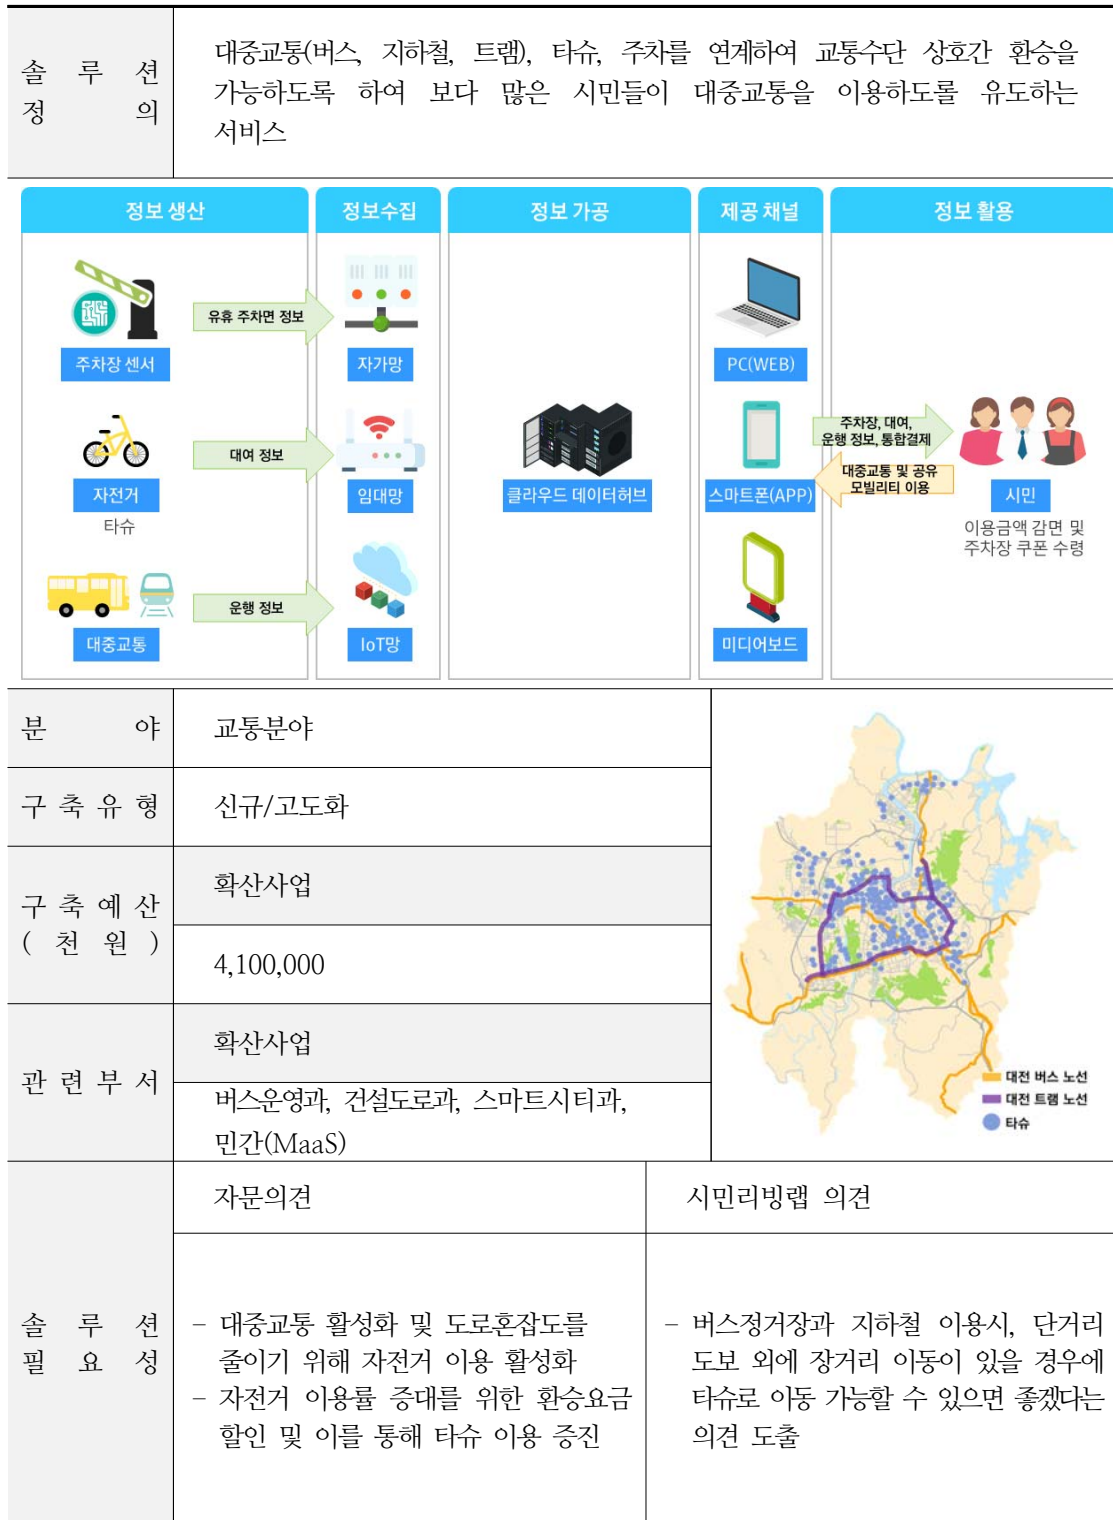 솔 루 션
정 의
대중교통(버스, 지하철, 트램), 타슈, 주차를 연계하여 교통수단 상호간 환승을
가능하도록 하여 보다 많은 시민들이 대중교통을 이용하도롤 유도하는
서비스
정보 생산
정보수집
정보 가공
제공 채널
정보 활용
유휴 주차면 정보
주차장 센서
자가망
PC(WEB)
주차장, 대여,
운행 정보, 통합결제
대여 정보
대중교통 및 공유
모빌리티 이용
자전거
타슈
임대망
클라우드 데이터허브
스마트폰(APP)
시민
이용금액 감면 및
주차장 쿠폰 수령
운행 정보
대중교통
IoT망
미디어보드
분 야
교통분야
구 축 유 형
신규/고도화
구 축 예 산
( 천 원 )
확산사업
4,100,000
관 련 부 서
확산사업
버스운영과, 건설도로과, 스마트시티과,
민간(MaaS)
대전 버스 노선
대전 트램 노선
타슈
솔 루 션
필 요 성
자문의견
시민리빙랩 의견
- 대중교통 활성화 및 도로혼잡도를
줄이기 위해 자전거 이용 활성화
- 자전거 이용률 증대를 위한 환승요금
할인 및 이를 통해 타슈 이용 증진
- 버스정거장과 지하철 이용시, 단거리
도보 외에 장거리 이동이 있을 경우에
타슈로 이동 가능할 수 있으면 좋겠다는
의견 도출